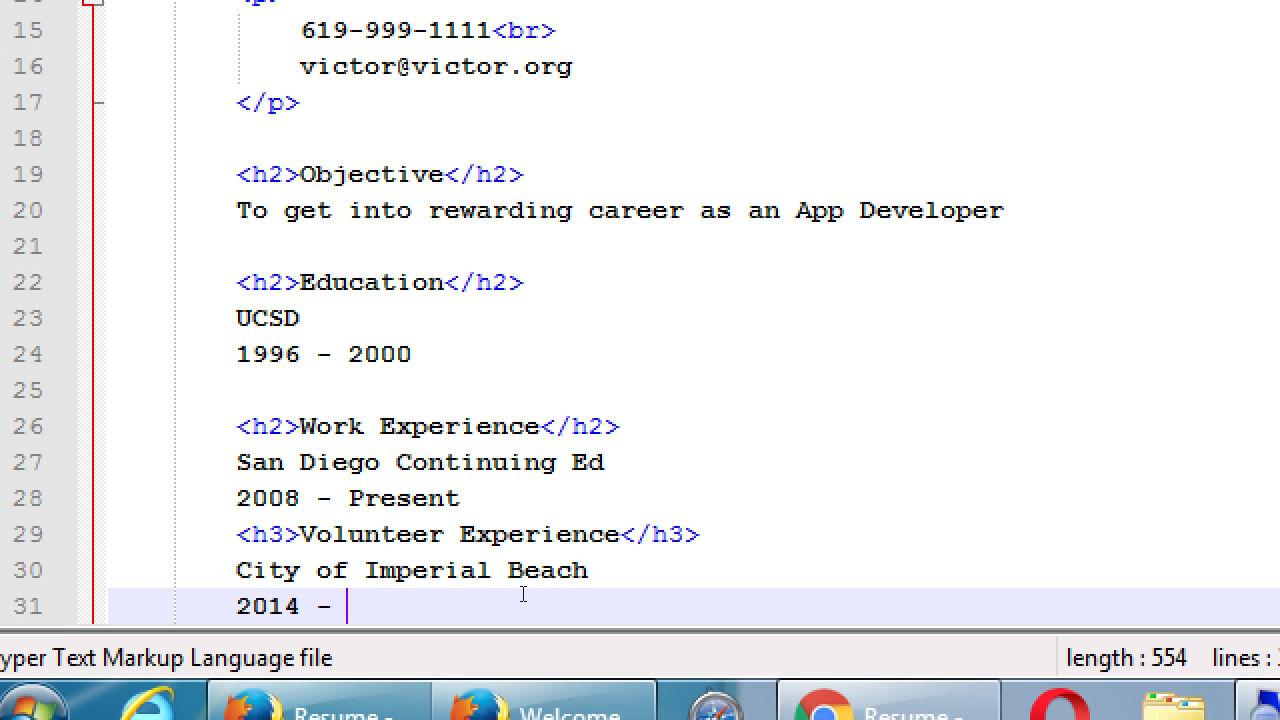 15 619-999-1111<br>
16 victor@victor.org
17 </p>
18
19 <h2>Objective</h2>
20 To get into rewarding career as an App Developer
21
22 <h2>Education</h2>
23 UCSD
24 1996 - 2000
25
26 <h2>Work Experience</h2>
27 San Diego Continuing Ed
28 2008 - Present
29 <h3>Volunteer Experience</h3>
30 City of Imperial Beach
31 2014 -
yper Text Markup Language file length : 554 lines :
Resume - Welcome Resume -